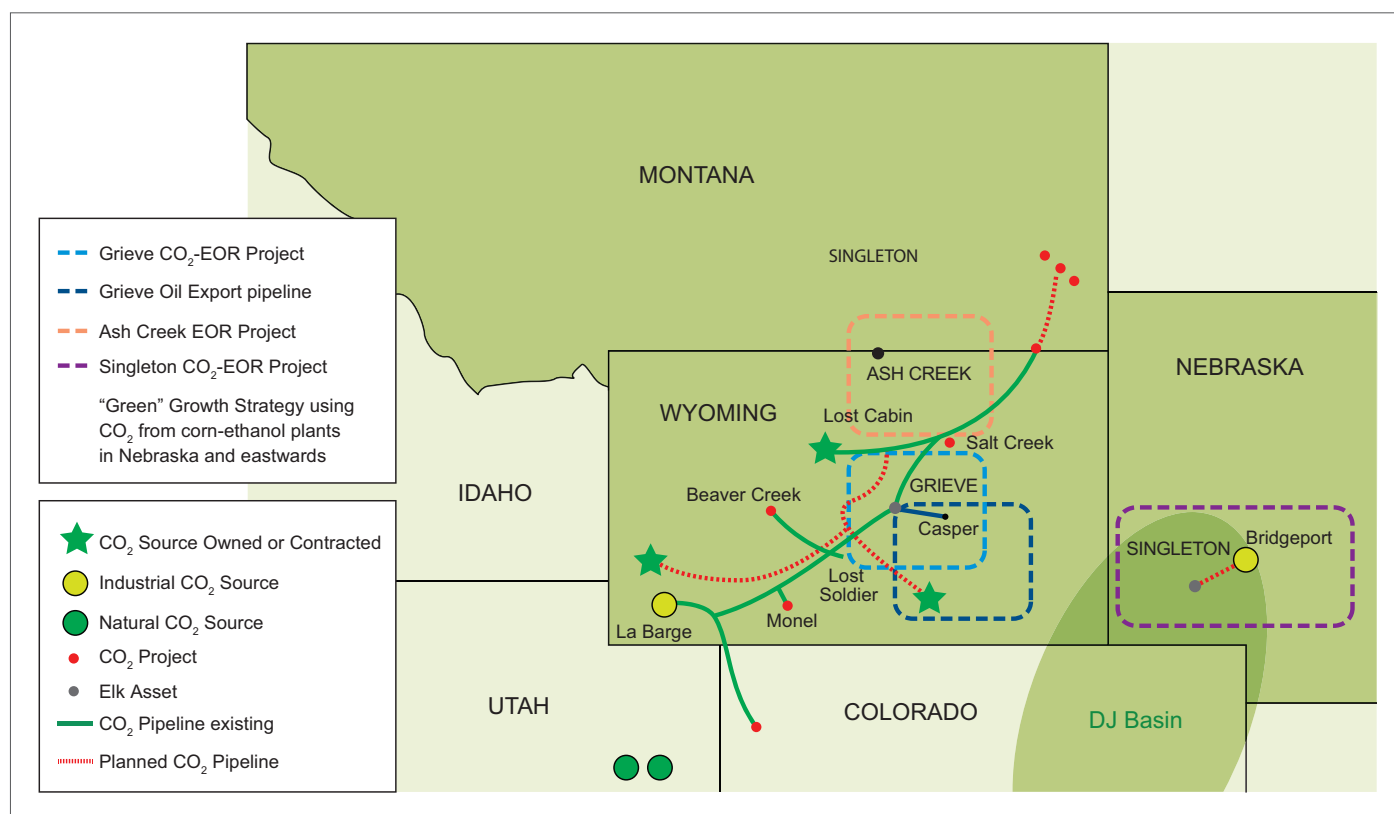 MONTANA
SINGLETON
Grieve CO₂-EOR Project
Grieve Oil Export pipeline
Ash Creek EOR Project
Singleton CO₂-EOR Project
“Green” Growth Strategy using
CO₂ from corn-ethanol plants
in Nebraska and eastwards
ASH CREEK
NEBRASKA
WYOMING
Lost Cabin
Salt Creek
IDAHO
Beaver Creek
GRIEVE
Casper
SINGLETON
Bridgeport
Lost
Soldier
Monel
La Barge
UTAH
COLORADO
DJ Basin
CO₂ Source Owned or Contracted
Industrial CO₂ Source
Natural CO₂ Source
CO₂ Project
Elk Asset
CO₂ Pipeline existing
Planned CO₂ Pipeline